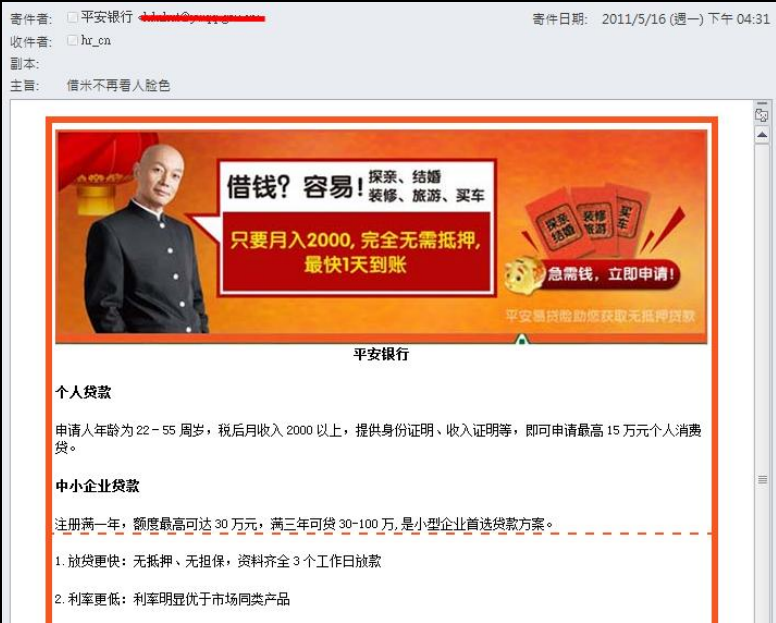 寄件者: 平安银行
寄件日期: 2011/5/16 (週一) 下午 04:31
收件者: hr_cn
副本:
主旨: 借米不再看人脸色
借钱? 容易! 探亲、结婚
装修、旅游、买车
只要月入2000, 完全无需抵押,
最快1天到账
探亲 结婚
装修 旅游
买车
急需钱，立即申请!
平安易贷险助您获取无抵押贷款
平安银行
个人贷款
申请人年龄为 22－55 周岁，税后月收入 2000 以上，提供身份证明、收入证明等，即可申请最高 15 万元个人消费
贷。
中小企业贷款
注册满一年，额度最高可达 30 万元，满三年可贷 30-100 万, 是小型企业首选贷款方案。
1. 放贷更快：无抵押、无担保，资料齐全 3 个工作日放款
2. 利率更低：利率明显优于市场同类产品